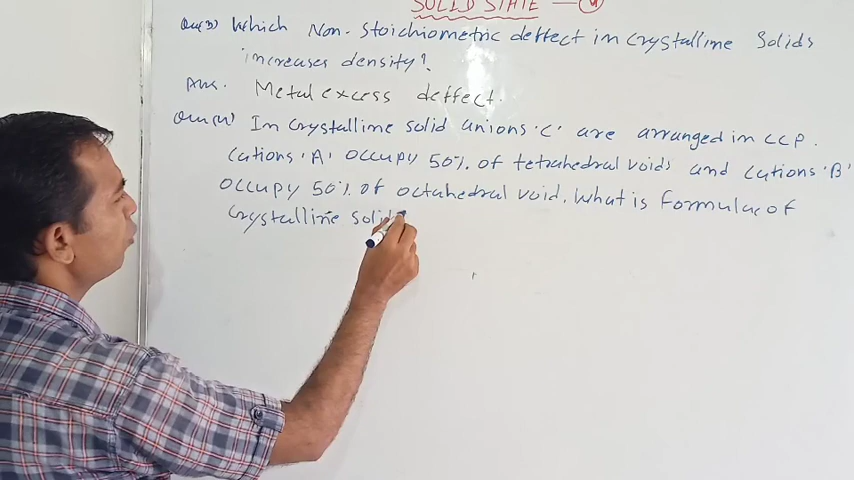 SOLID STATE — (VI)
Que(3) Which Non-Stoichiometric deffect in crystalline Solids
increases density?
Ans. Metal excess deffect.
Que(4) In crystalline solid anions 'C' are arranged in CCP.
Cations 'A' occupy 50% of tetrahedral voids and cations 'B'
occupy 50% of octahedral void. What is Formulae of
crystalline solid